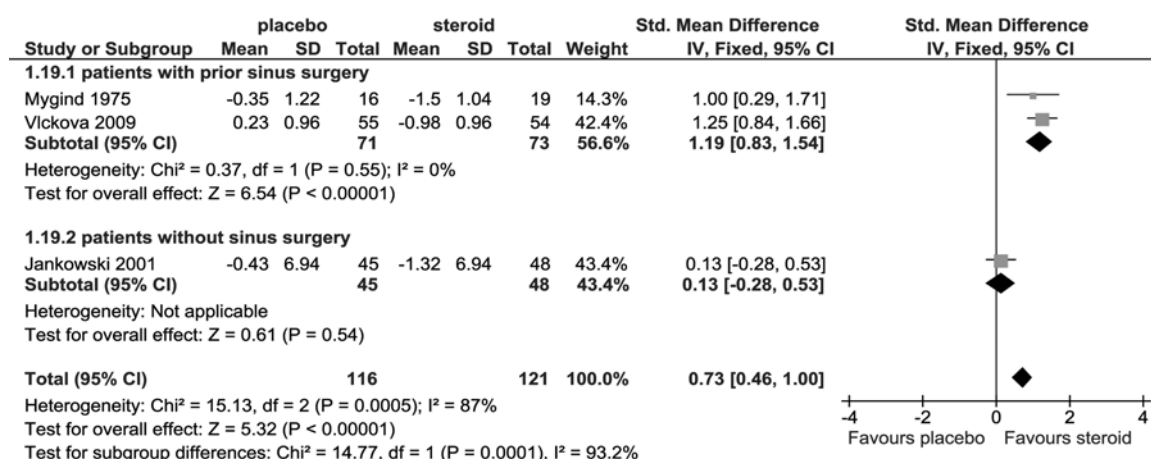 placebo steroid Std. Mean Difference Std. Mean Difference
Study or Subgroup Mean SD Total Mean SD Total Weight IV, Fixed, 95% CI IV, Fixed, 95% CI
1.19.1 patients with prior sinus surgery
Mygind 1975 -0.35 1.22 16 -1.5 1.04 19 14.3% 1.00 [0.29, 1.71]
Vlckova 2009 0.23 0.96 55 -0.98 0.96 54 42.4% 1.25 [0.84, 1.66]
Subtotal (95% CI) 71 73 56.6% 1.19 [0.83, 1.54]
Heterogeneity: Chi² = 0.37, df = 1 (P = 0.55); I² = 0%
Test for overall effect: Z = 6.54 (P < 0.00001)
1.19.2 patients without sinus surgery
Jankowski 2001 -0.43 6.94 45 -1.32 6.94 48 43.4% 0.13 [-0.28, 0.53]
Subtotal (95% CI) 45 48 43.4% 0.13 [-0.28, 0.53]
Heterogeneity: Not applicable
Test for overall effect: Z = 0.61 (P = 0.54)
Total (95% CI) 116 121 100.0% 0.73 [0.46, 1.00]
Heterogeneity: Chi² = 15.13, df = 2 (P = 0.0005); I² = 87%
Test for overall effect: Z = 5.32 (P < 0.00001)
Test for subgroup differences: Chi² = 14.77, df = 1 (P = 0.0001), I² = 93.2%
-4 -2 0 2 4
Favours placebo Favours steroid